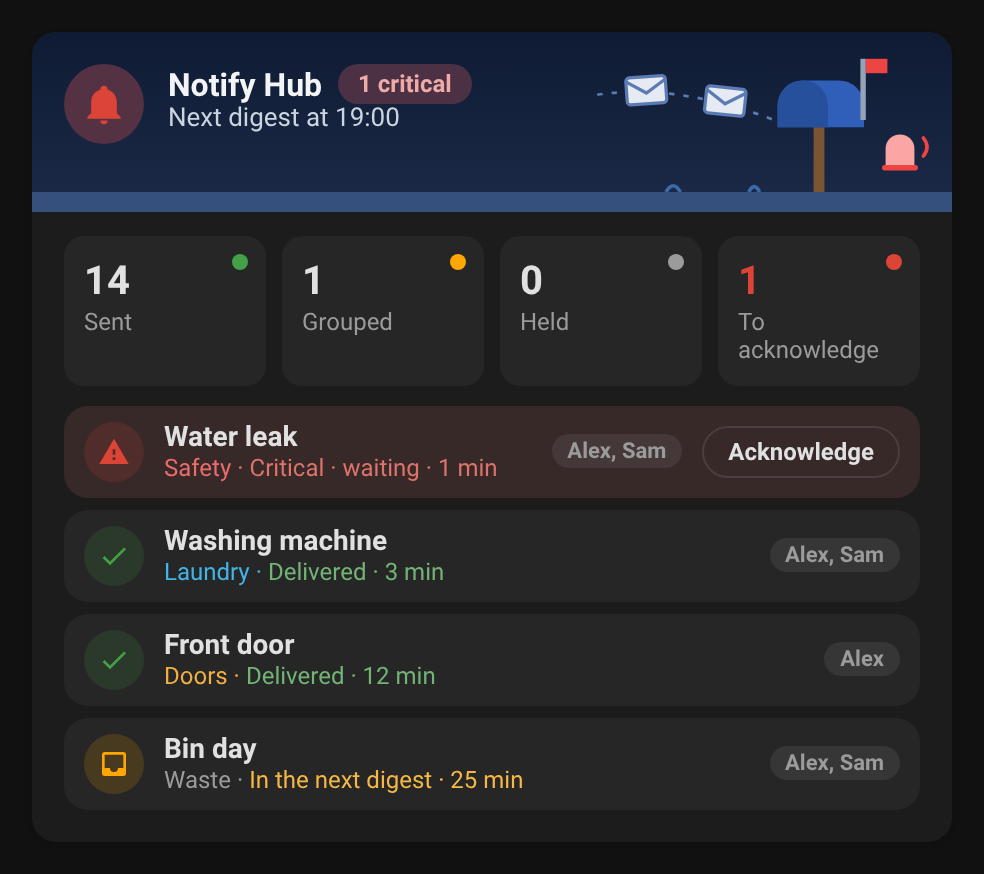 Notify Hub 1 critical
Next digest at 19:00
14
Sent
1
Grouped
0
Held
1
To
acknowledge
Water leak
Safety · Critical · waiting · 1 min
Alex, Sam
Acknowledge
Washing machine
Laundry · Delivered · 3 min
Alex, Sam
Front door
Doors · Delivered · 12 min
Alex
Bin day
Waste · In the next digest · 25 min
Alex, Sam